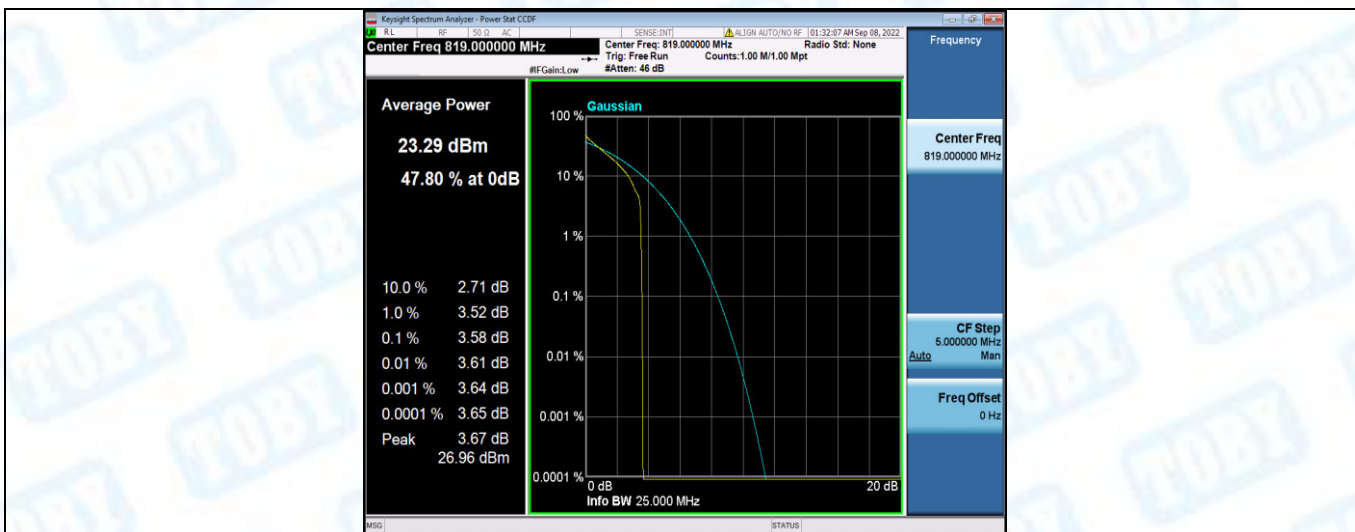 Keysight Spectrum Analyzer - Power Stat CCDF
RL RF 50 Ω AC SENSE:INT ALIGN AUTO/NO RF 01:32:07 AM Sep 08, 2022
Center Freq 819.000000 MHz
Center Freq: 819.000000 MHz Radio Std: None
Trig: Free Run Counts:1.00 M/1.00 Mpt
#IFGain:Low #Atten: 46 dB
Frequency
Average Power
23.29 dBm
47.80 % at 0dB
10.0 % 2.71 dB
1.0 % 3.52 dB
0.1 % 3.58 dB
0.01 % 3.61 dB
0.001 % 3.64 dB
0.0001 % 3.65 dB
Peak 3.67 dB
26.96 dBm
Gaussian
100 %
10 %
1 %
0.1 %
0.01 %
0.001 %
0.0001 %
0 dB 20 dB
Info BW 25.000 MHz
Center Freq
819.000000 MHz
CF Step
5.000000 MHz
Auto Man
Freq Offset
0 Hz
MSG STATUS
TOBY